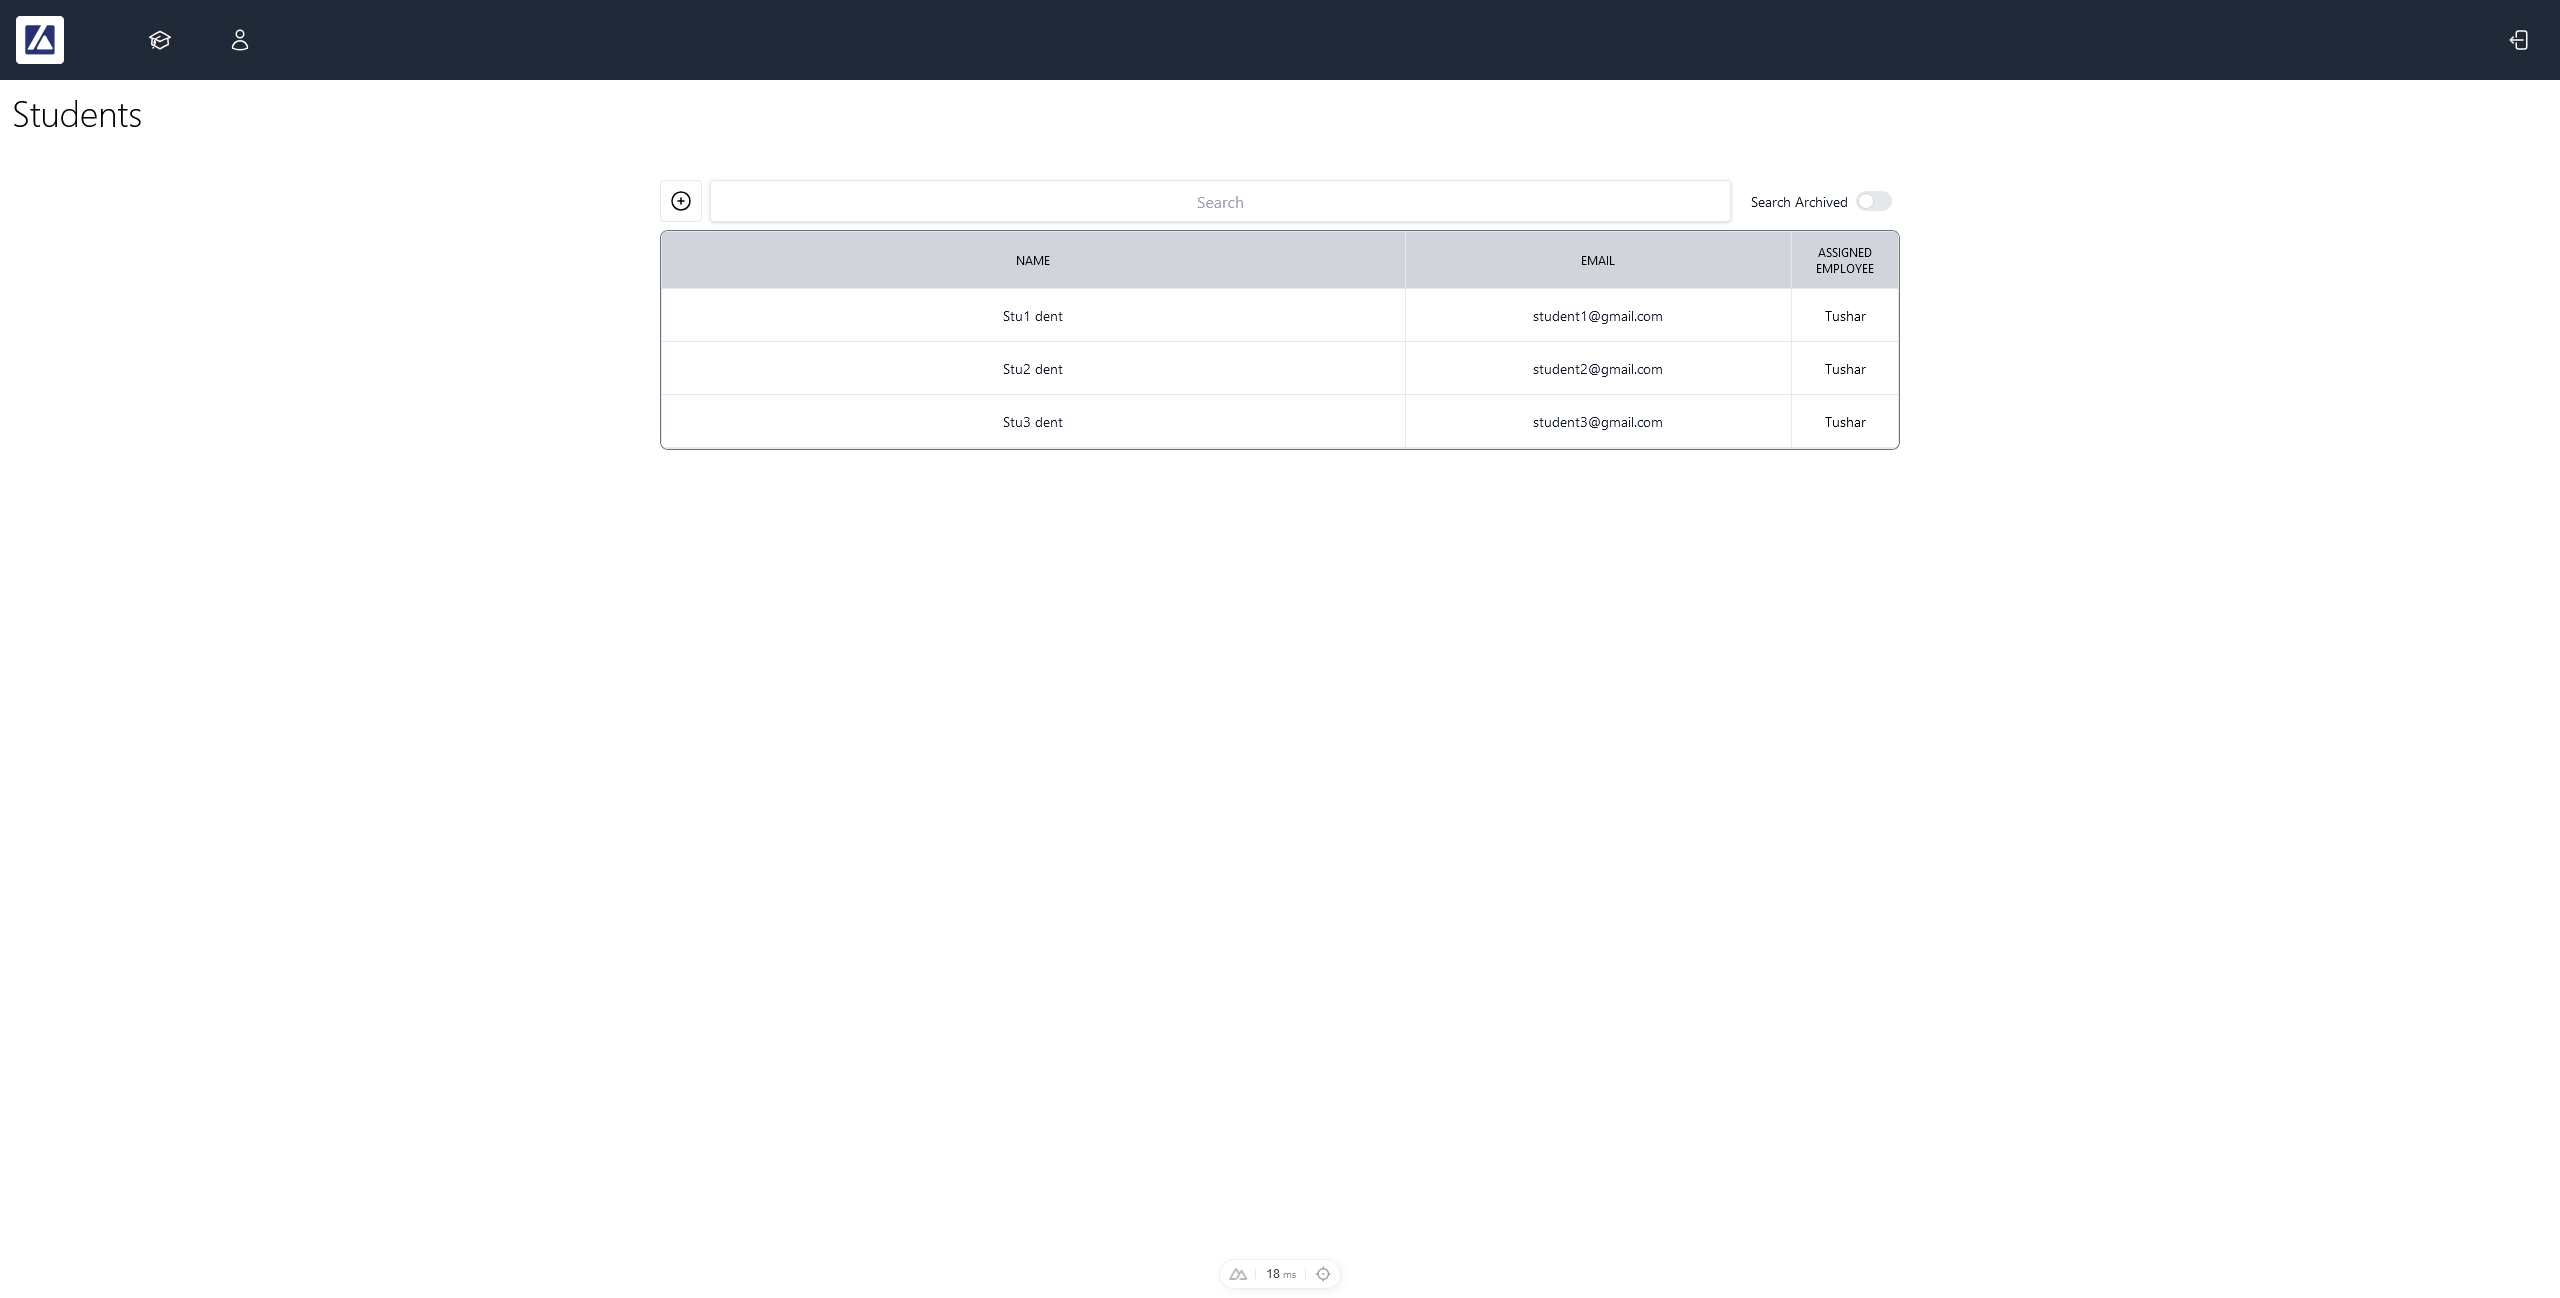 Students
Search
Search Archived
NAME
EMAIL
ASSIGNED
EMPLOYEE
Stu1 dent
student1@gmail.com
Tushar
Stu2 dent
student2@gmail.com
Tushar
Stu3 dent
student3@gmail.com
Tushar
18 ms